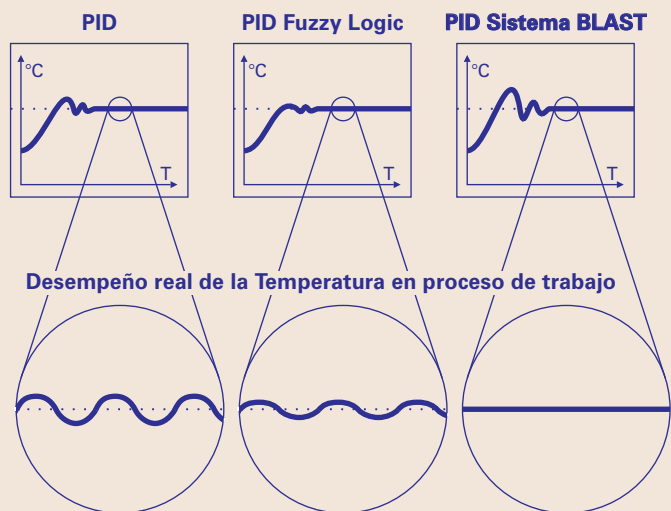 PID
PID Fuzzy Logic
PID Sistema BLAST
°C
°C
°C
T
T
T
Desempeño real de la Temperatura en proceso de trabajo